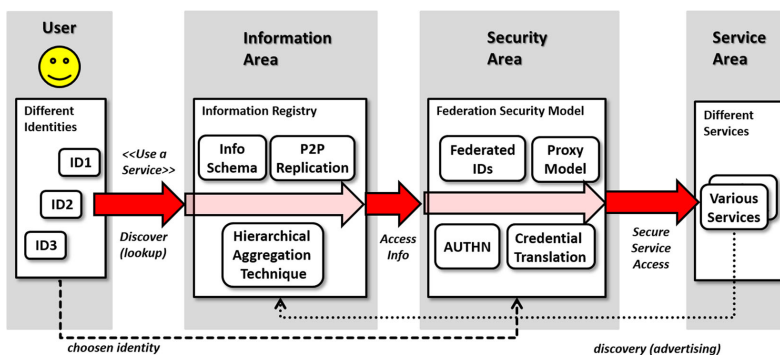 User
Information
Area
Security
Area
Service
Area
Different
Identities
ID1
ID2
ID3
<<Use a
Service>>
Discover
(lookup)
Information Registry
Info
Schema
P2P
Replication
Hierarchical
Aggregation
Technique
Access
Info
Federation Security Model
Federated
IDs
Proxy
Model
AUTHN
Credential
Translation
Secure
Service
Access
Different
Services
Various
Services
choosen identity
discovery (advertising)